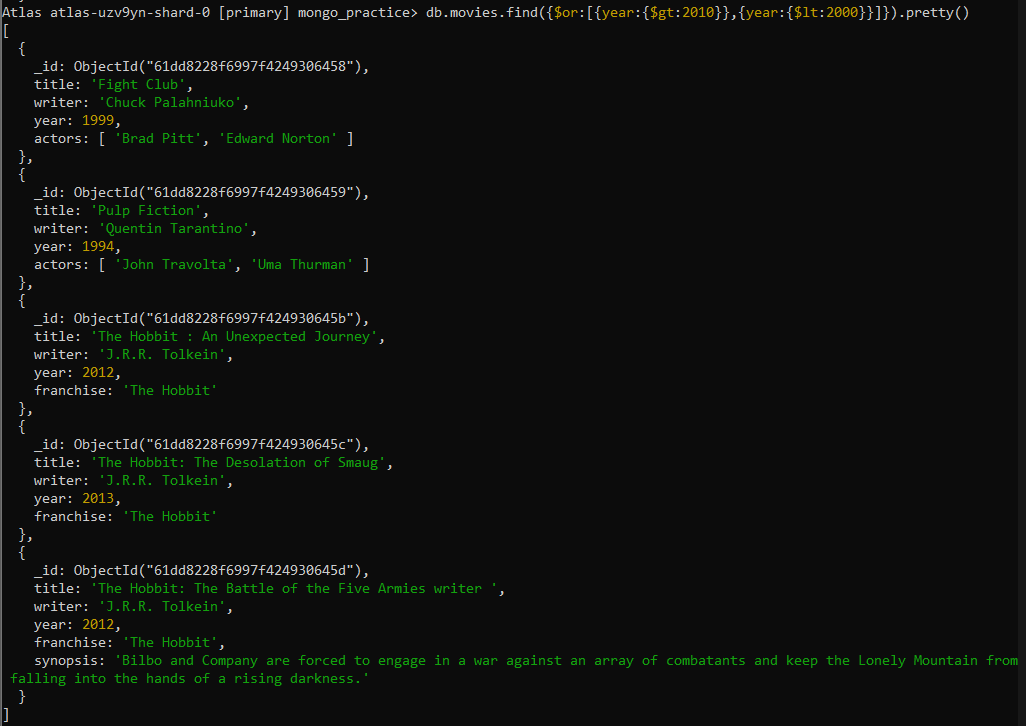 Atlas atlas-uzv9yn-shard-0 [primary] mongo_practice> db.movies.find({$or:[{year:{$gt:2010}},{year:{$lt:2000}}]}).pretty()
[
  {
    _id: ObjectId("61dd8228f6997f4249306458"),
    title: 'Fight Club',
    writer: 'Chuck Palahniuko',
    year: 1999,
    actors: [ 'Brad Pitt', 'Edward Norton' ]
  },
  {
    _id: ObjectId("61dd8228f6997f4249306459"),
    title: 'Pulp Fiction',
    writer: 'Quentin Tarantino',
    year: 1994,
    actors: [ 'John Travolta', 'Uma Thurman' ]
  },
  {
    _id: ObjectId("61dd8228f6997f424930645b"),
    title: 'The Hobbit : An Unexpected Journey',
    writer: 'J.R.R. Tolkein',
    year: 2012,
    franchise: 'The Hobbit'
  },
  {
    _id: ObjectId("61dd8228f6997f424930645c"),
    title: 'The Hobbit: The Desolation of Smaug',
    writer: 'J.R.R. Tolkein',
    year: 2013,
    franchise: 'The Hobbit'
  },
  {
    _id: ObjectId("61dd8228f6997f424930645d"),
    title: 'The Hobbit: The Battle of the Five Armies writer ',
    writer: 'J.R.R. Tolkein',
    year: 2012,
    franchise: 'The Hobbit',
    synopsis: 'Bilbo and Company are forced to engage in a war against an array of combatants and keep the Lonely Mountain from
 falling into the hands of a rising darkness.'
  }
]